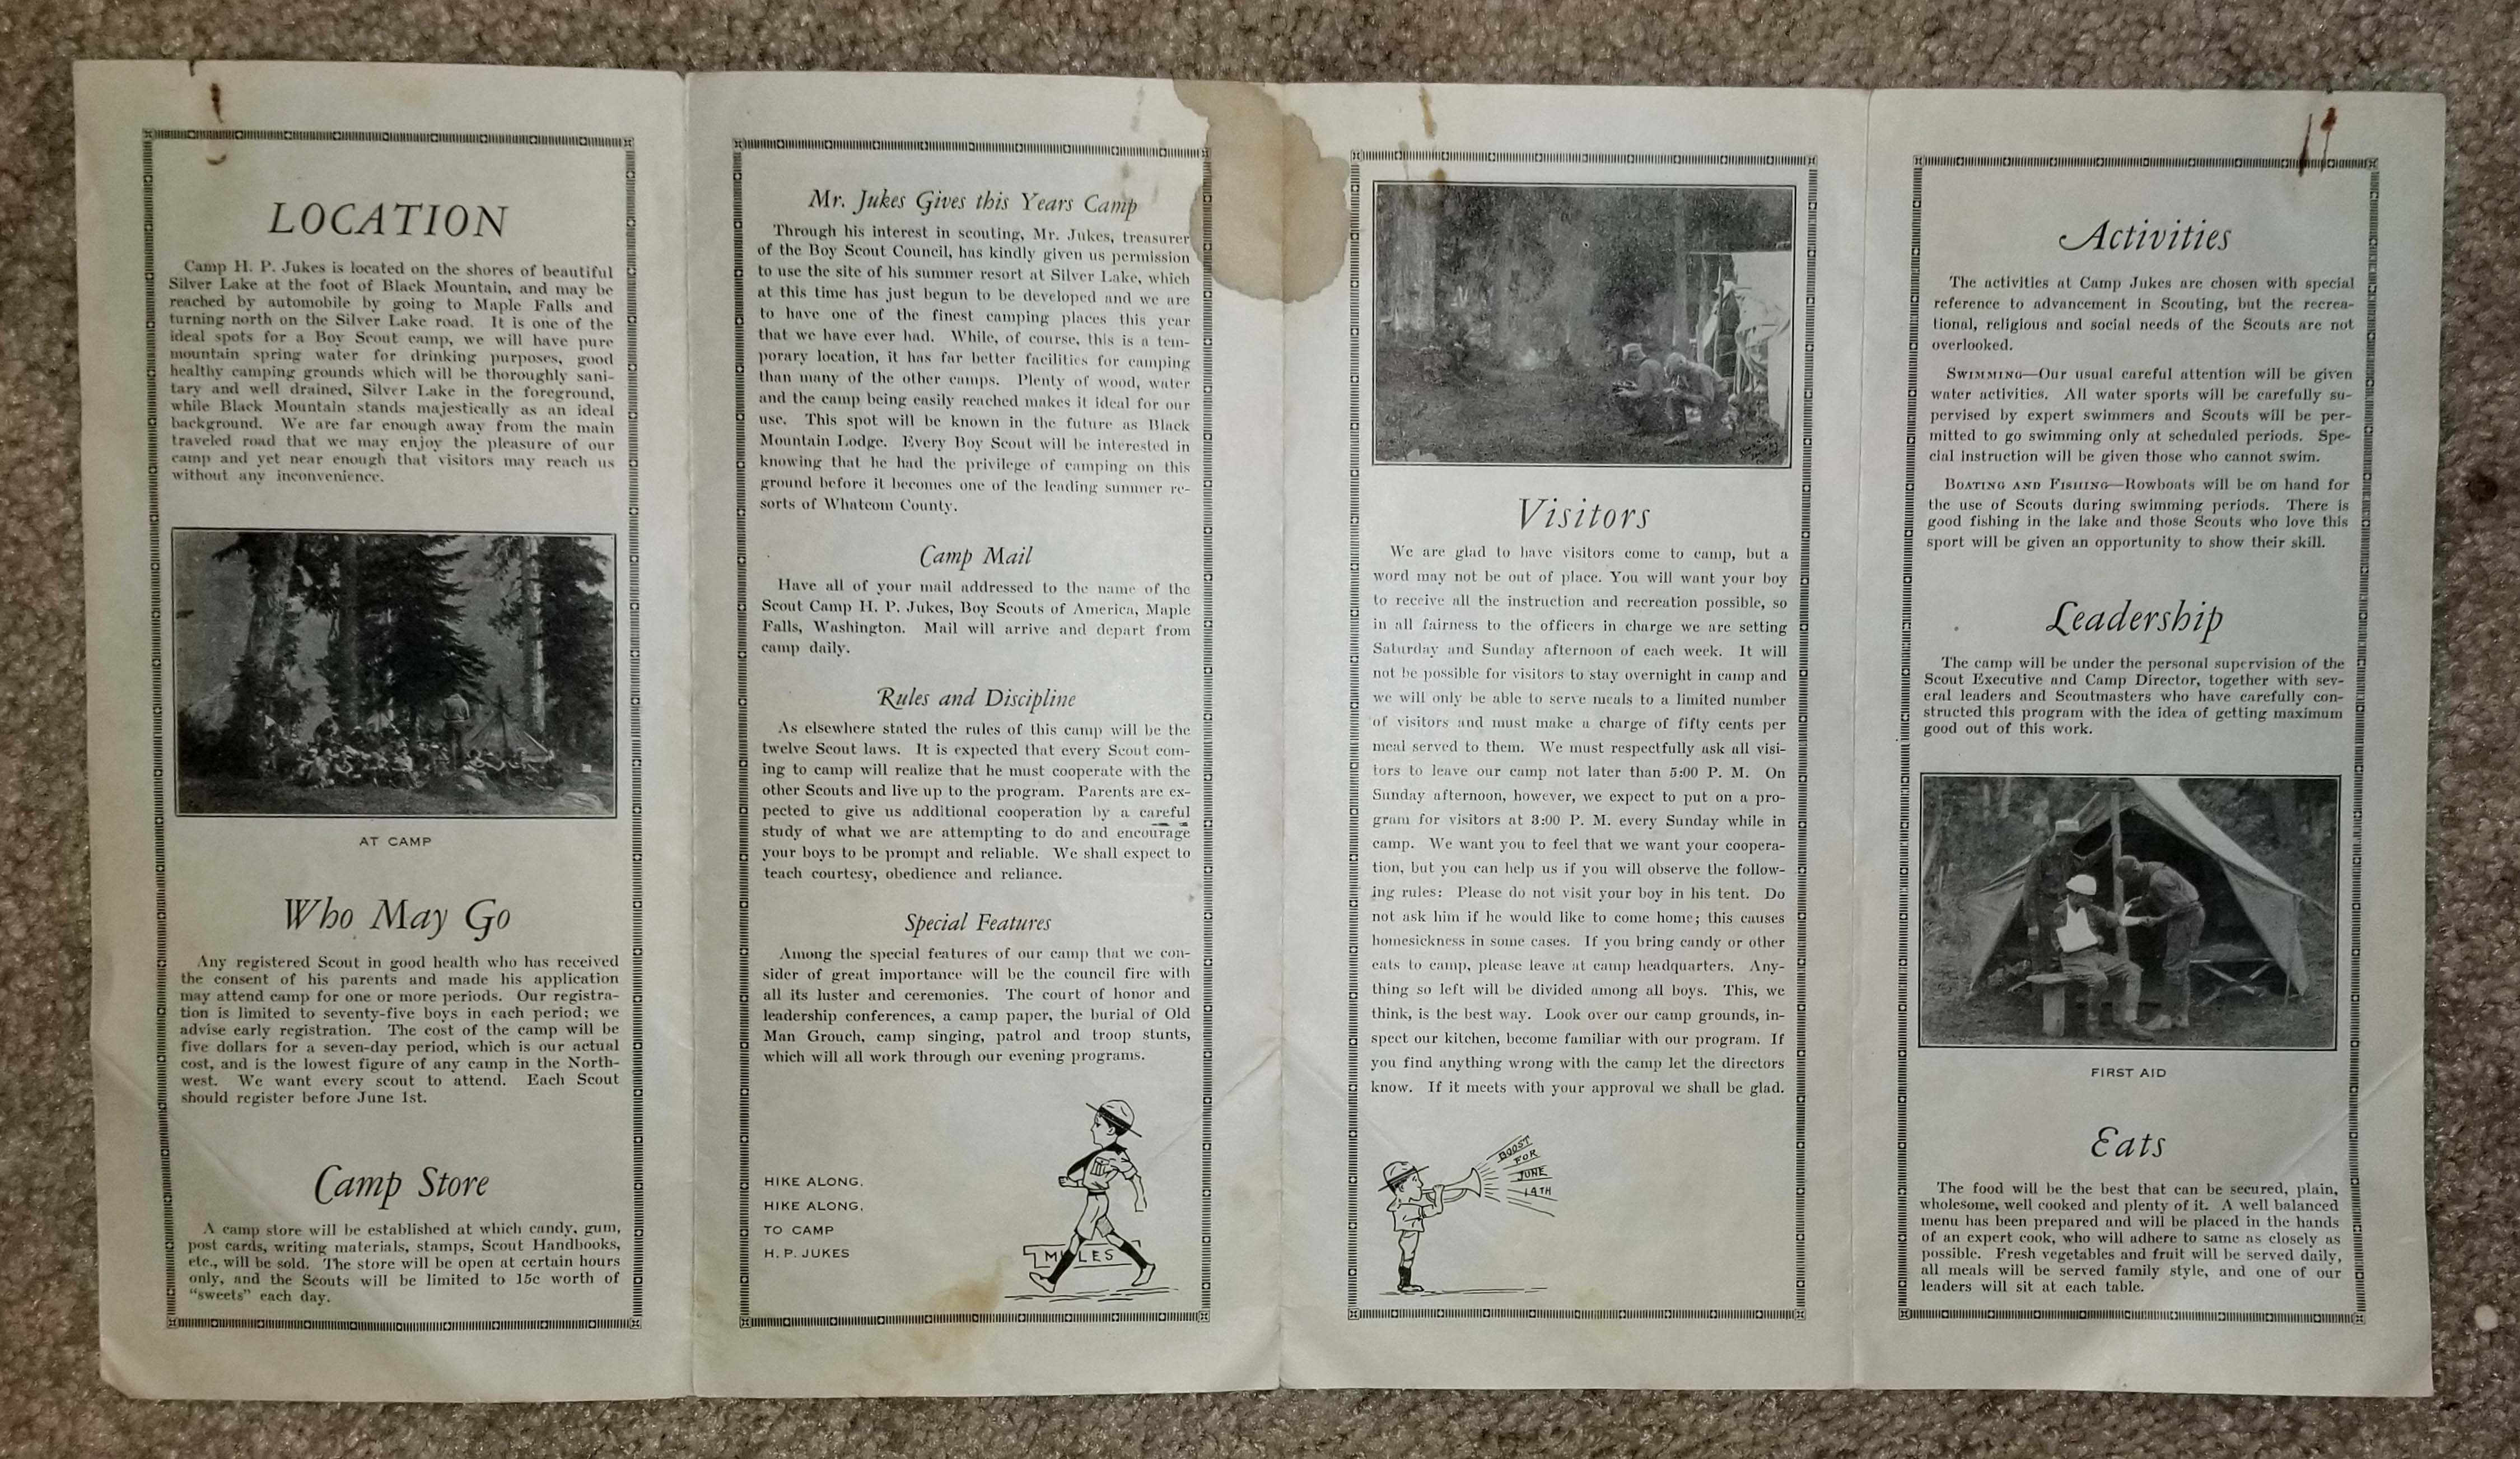 LOCATION
Camp H. P. Jukes is located on the shores of beautiful
Silver Lake at the foot of Black Mountain, and may be
reached by automobile by going to Maple Falls and
turning north on the Silver Lake road. It is one of the
ideal spots for a Boy Scout camp, we will have pure
mountain spring water for drinking purposes, good
healthy camping grounds which will be thoroughly sani-
tary and well drained, Silver Lake in the foreground,
while Black Mountain stands majestically as an ideal
background. We are far enough away from the main
traveled road that we may enjoy the pleasure of our
camp and yet near enough that visitors may reach us
without any inconvenience.
AT CAMP
Who May Go
Any registered Scout in good health who has received
the consent of his parents and made his application
may attend camp for one or more periods. Our registra-
tion is limited to seventy-five boys in each period; we
advise early registration. The cost of the camp will be
five dollars for a seven-day period, which is our actual
cost, and is the lowest figure of any camp in the North-
west. We want every scout to attend. Each Scout
should register before June 1st.
Camp Store
A camp store will be established at which candy, gum,
post cards, writing materials, stamps, Scout Handbooks,
etc., will be sold. The store will be open at certain hours
only, and the Scouts will be limited to 15c worth of
"sweets" each day.
Mr. Jukes Gives this Years Camp
Through his interest in scouting, Mr. Jukes, treasurer
of the Boy Scout Council, has kindly given us permission
to use the site of his summer resort at Silver Lake, which
at this time has just begun to be developed and we are
to have one of the finest camping places this year
that we have ever had. While, of course, this is a tem-
porary location, it has far better facilities for camping
than many of the other camps. Plenty of wood, water
and the camp being easily reached makes it ideal for our
use. This spot will be known in the future as Black
Mountain Lodge. Every Boy Scout will be interested in
knowing that he had the privilege of camping on this
ground before it becomes one of the leading summer re-
sorts of Whatcom County.
Camp Mail
Have all of your mail addressed to the name of the
Scout Camp H. P. Jukes, Boy Scouts of America, Maple
Falls, Washington. Mail will arrive and depart from
camp daily.
Rules and Discipline
As elsewhere stated the rules of this camp will be the
twelve Scout laws. It is expected that every Scout com-
ing to camp will realize that he must cooperate with the
other Scouts and live up to the program. Parents are ex-
pected to give us additional cooperation by a careful
study of what we are attempting to do and encourage
your boys to be prompt and reliable. We shall expect to
teach courtesy, obedience and reliance.
Special Features
Among the special features of our camp that we con-
sider of great importance will be the council fire with
all its luster and ceremonies. The court of honor and
leadership conferences, a camp paper, the burial of Old
Man Grouch, camp singing, patrol and troop stunts,
which will all work through our evening programs.
HIKE ALONG,
HIKE ALONG,
TO CAMP
H. P. JUKES
MILES
Visitors
We are glad to have visitors come to camp, but a
word may not be out of place. You will want your boy
to receive all the instruction and recreation possible, so
in all fairness to the officers in charge we are setting
Saturday and Sunday afternoon of each week. It will
not be possible for visitors to stay overnight in camp and
we will only be able to serve meals to a limited number
of visitors and must make a charge of fifty cents per
meal served to them. We must respectfully ask all visi-
tors to leave our camp not later than 5:00 P. M. On
Sunday afternoon, however, we expect to put on a pro-
gram for visitors at 3:00 P. M. every Sunday while in
camp. We want you to feel that we want your coopera-
tion, but you can help us if you will observe the follow-
ing rules: Please do not visit your boy in his tent. Do
not ask him if he would like to come home; this causes
homesickness in some cases. If you bring candy or other
eats to camp, please leave at camp headquarters. Any-
thing so left will be divided among all boys. This, we
think, is the best way. Look over our camp grounds, in-
spect our kitchen, become familiar with our program. If
you find anything wrong with the camp let the directors
know. If it meets with your approval we shall be glad.
BOOST
FOR
JUNE
14TH
Activities
The activities at Camp Jukes are chosen with special
reference to advancement in Scouting, but the recrea-
tional, religious and social needs of the Scouts are not
overlooked.
SWIMMING—Our usual careful attention will be given
water activities. All water sports will be carefully su-
pervised by expert swimmers and Scouts will be per-
mitted to go swimming only at scheduled periods. Spe-
cial instruction will be given those who cannot swim.
BOATING AND FISHING—Rowboats will be on hand for
the use of Scouts during swimming periods. There is
good fishing in the lake and those Scouts who love this
sport will be given an opportunity to show their skill.
Leadership
The camp will be under the personal supervision of the
Scout Executive and Camp Director, together with sev-
eral leaders and Scoutmasters who have carefully con-
structed this program with the idea of getting maximum
good out of this work.
FIRST AID
Eats
The food will be the best that can be secured, plain,
wholesome, well cooked and plenty of it. A well balanced
menu has been prepared and will be placed in the hands
of an expert cook, who will adhere to same as closely as
possible. Fresh vegetables and fruit will be served daily,
all meals will be served family style, and one of our
leaders will sit at each table.